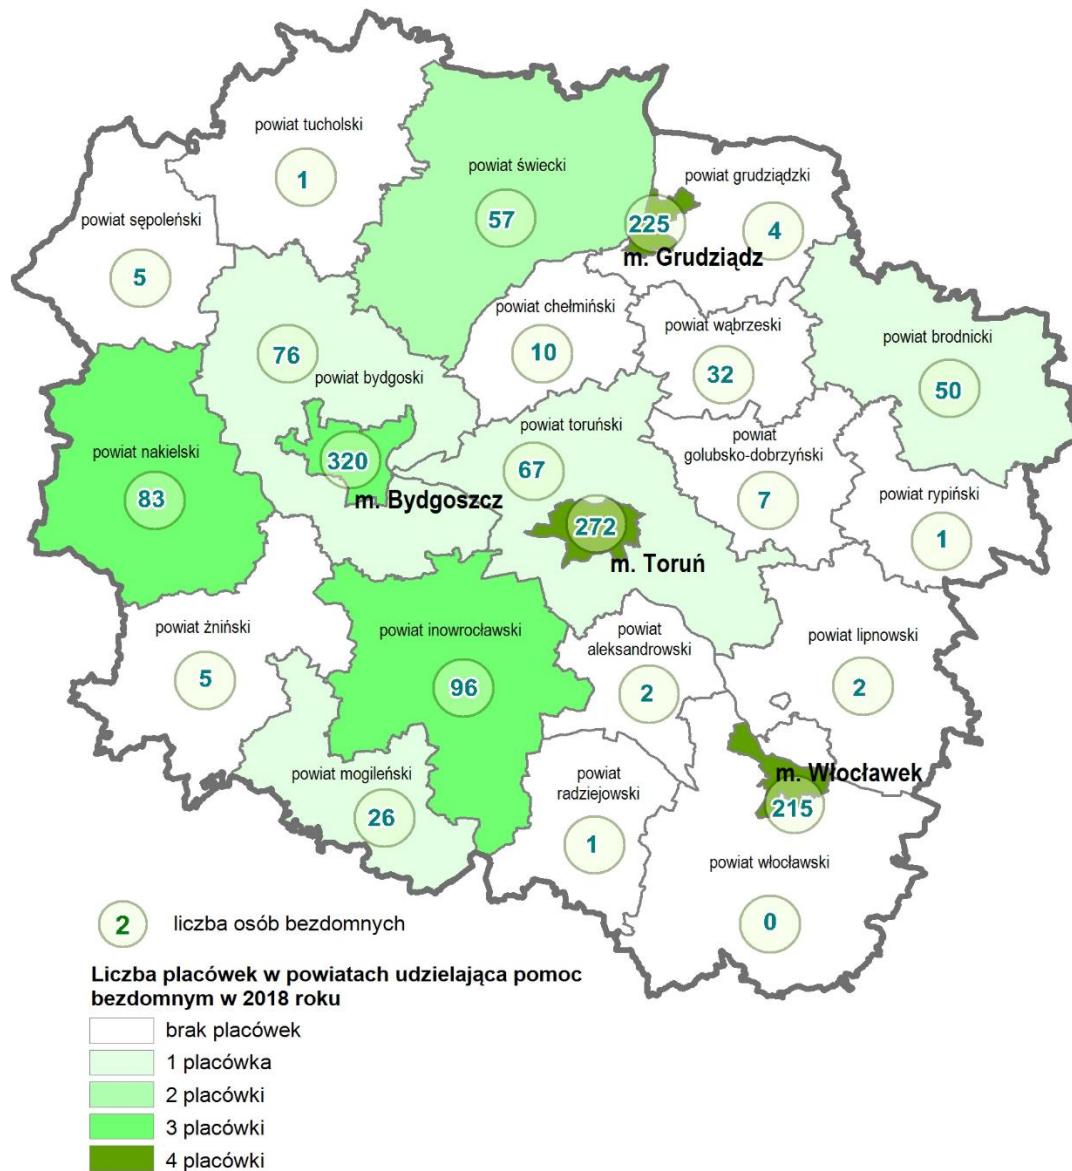 powiat tucholski
1
powiat świecki
57
powiat grudziądzki
4
225
m. Grudziądz
powiat sępoleński
5
powiat chełmiński
10
powiat wąbrzeski
32
powiat brodnicki
50
76
powiat bydgoski
320
m. Bydgoszcz
powiat toruński
67
272
m. Toruń
powiat
golubsko-dobrzyński
7
powiat rypiński
1
powiat nakielski
83
powiat żniński
5
powiat inowrocławski
96
powiat
aleksandrowski
2
powiat lipnowski
2
powiat mogileński
26
powiat
radziejowski
1
m. Włocławek
215
powiat włocławski
0
2 liczba osób bezdomnych
Liczba placówek w powiatach udzielająca pomoc
bezdomnym w 2018 roku
brak placówek
1 placówka
2 placówki
3 placówki
4 placówki